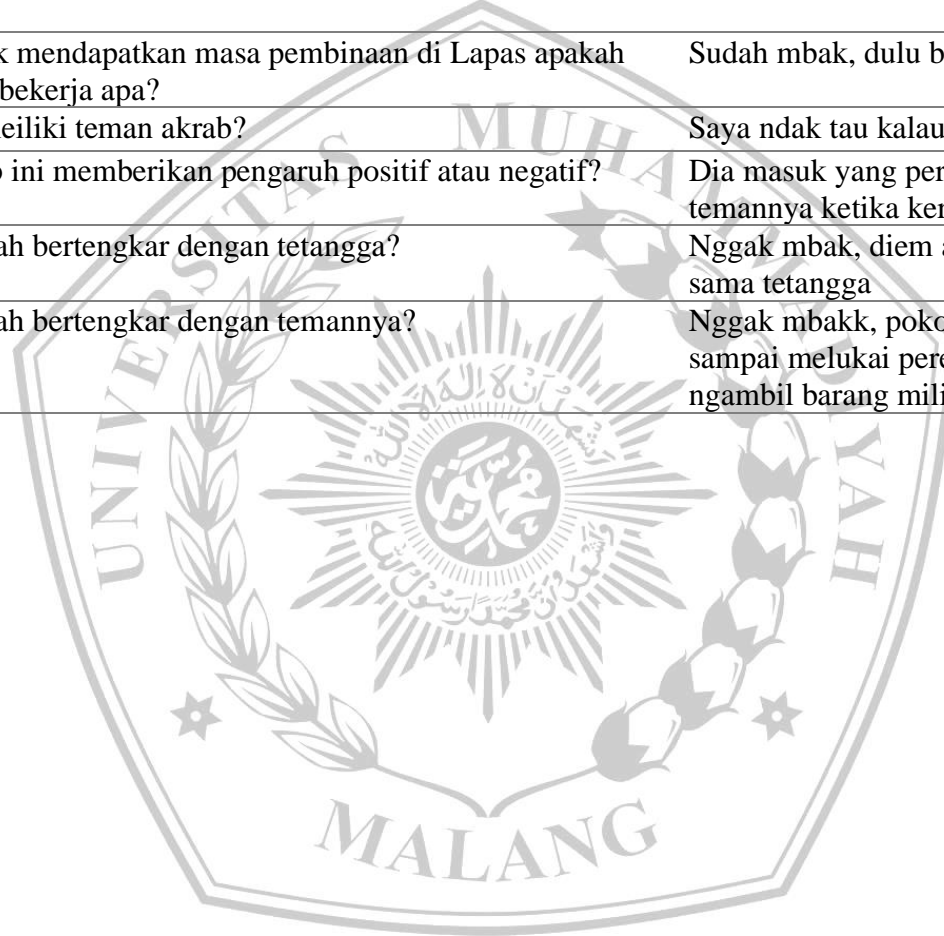 k mendapatkan masa pembinaan di Lapas apakah
bekerja apa?
Sudah mbak, dulu b
eiliki teman akrab?
Saya ndak tau kalau
ini memberikan pengaruh positif atau negatif?
Dia masuk yang per
temannya ketika ke
ah bertengkar dengan tetangga?
Nggak mbak, diem a
sama tetangga
ah bertengkar dengan temannya?
Nggak mbakk, poko
sampai melukai pere
ngambil barang mili
UNIVERSITAS MUHAMMADIYAH
MALANG